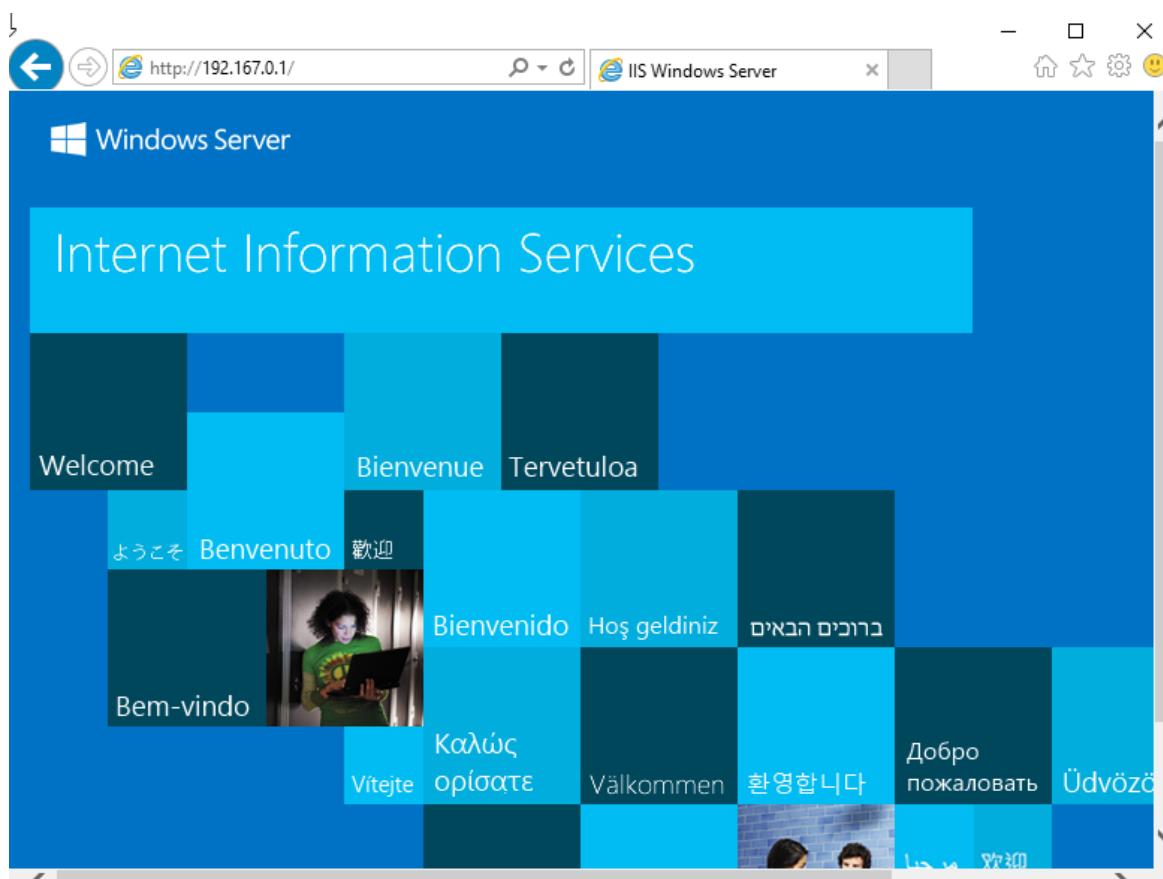 http://192.167.0.1/
IIS Windows Server
Windows Server
Internet Information Services
Welcome
Bienvenue
Tervetuloa
ようこそ
Benvenuto
歡迎
Bienvenido
Hoş geldiniz
ברוכים הבאים
Bem-vindo
Vítejte
Καλώς
ορίσατε
Välkommen
환영합니다
Добро
пожаловать
Üdvözö
欢迎